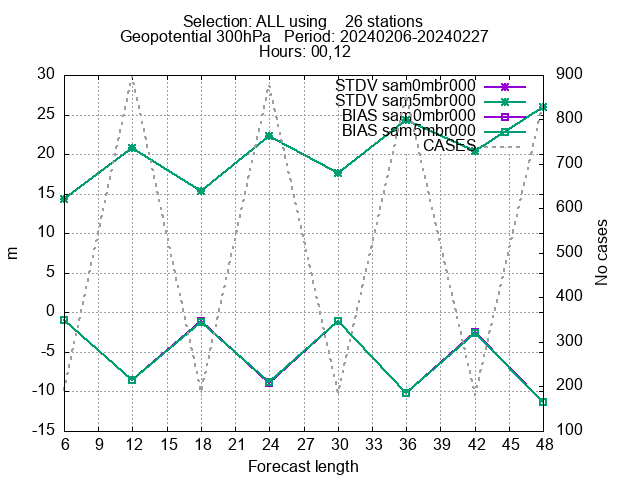 Selection: ALL using    26 stations
Geopotential 300hPa   Period: 20240206-20240227
Hours: 00,12
30 900
STDV sam0mbr000
STDV sam5mbr000
BIAS sam0mbr000
BIAS sam5mbr000
CASES
25 800
20 700
15 600
10 500
5 400
0 300
-5 200
-10 100
-15
m
No cases
6 9 12 15 18 21 24 27 30 33 36 39 42 45 48
Forecast length